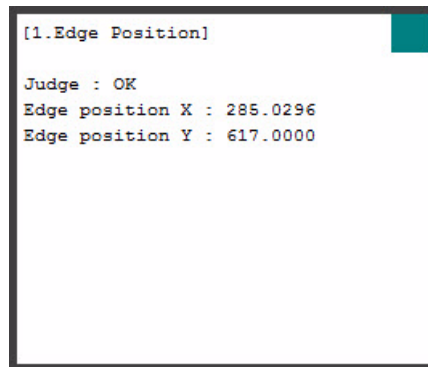 [1.Edge Position]
Judge : OK
Edge position X : 285.0296
Edge position Y : 617.0000